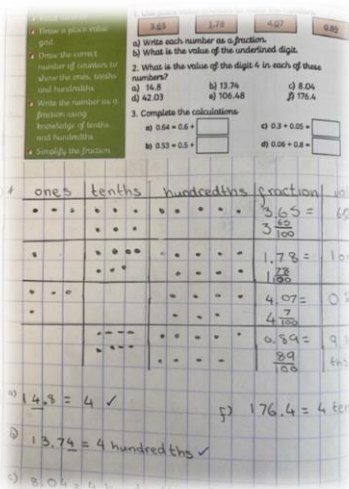 Draw a place value
grid
Draw the correct
number of counters to
show the ones, tenths
and hundredths
Write the number as a
fraction using
knowledge of tenths
and hundredths
Simplify the fraction
3.65 1.78 4.07 0.89
a) Write each number as a fraction.
b) What is the value of the underlined digit.
2. What is the value of the digit 4 in each of these
numbers?
a) 14.8 b) 13.74 c) 8.04
d) 42.03 e) 106.48 f) 176.4
3. Complete the calculations
a) 0.64 = 0.6 + c) 0.3 + 0.05 =
b) 0.53 = 0.5 + d) 0.06 + 0.8 =
ones tenths hundredths fraction
3.65 =
3 65/100
1.78 =
1 78/100
4.07 =
4 7/100
0.89 =
89/100
a) 14.8 = 4 ✓
f) 176.4 = 4
b) 13.74 = 4 hundredths ✓
c) 8.04 = 4